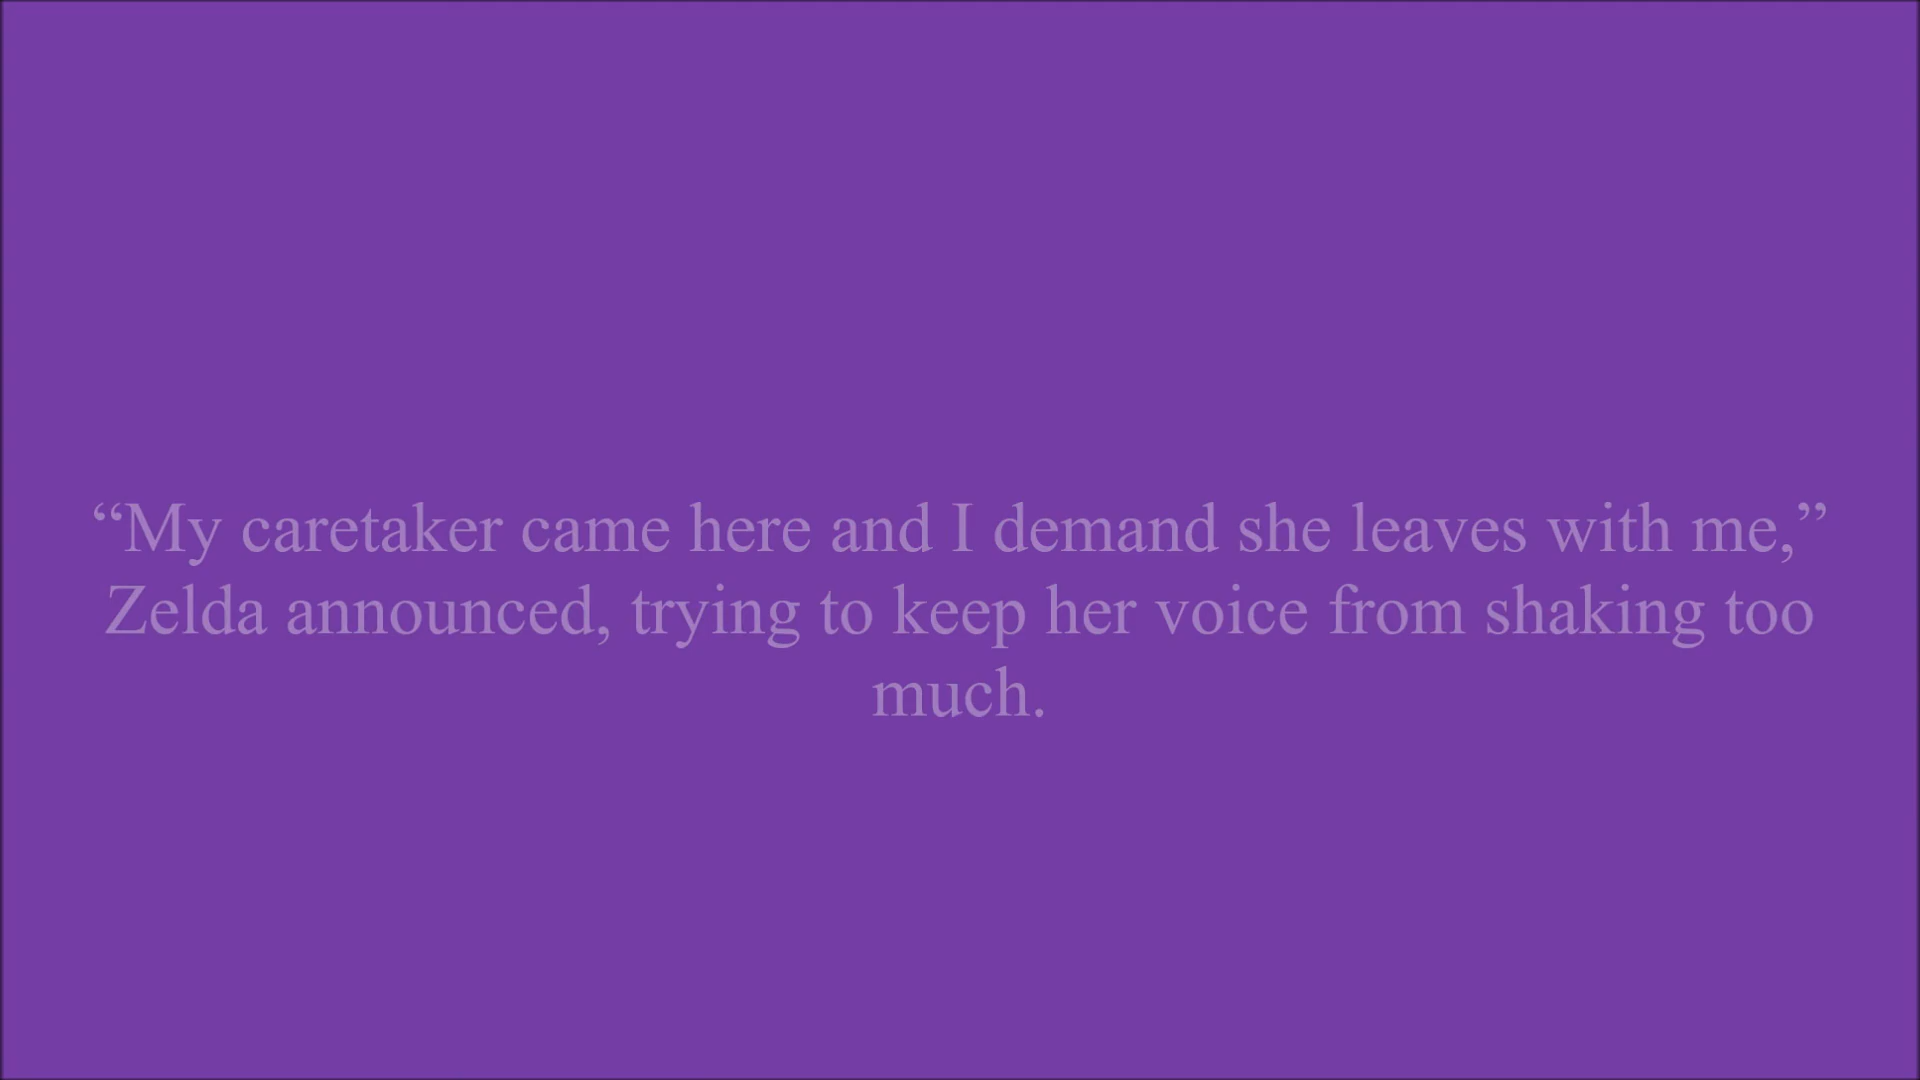 “My caretaker came here and I demand she leaves with me,”
Zelda announced, trying to keep her voice from shaking too
much.